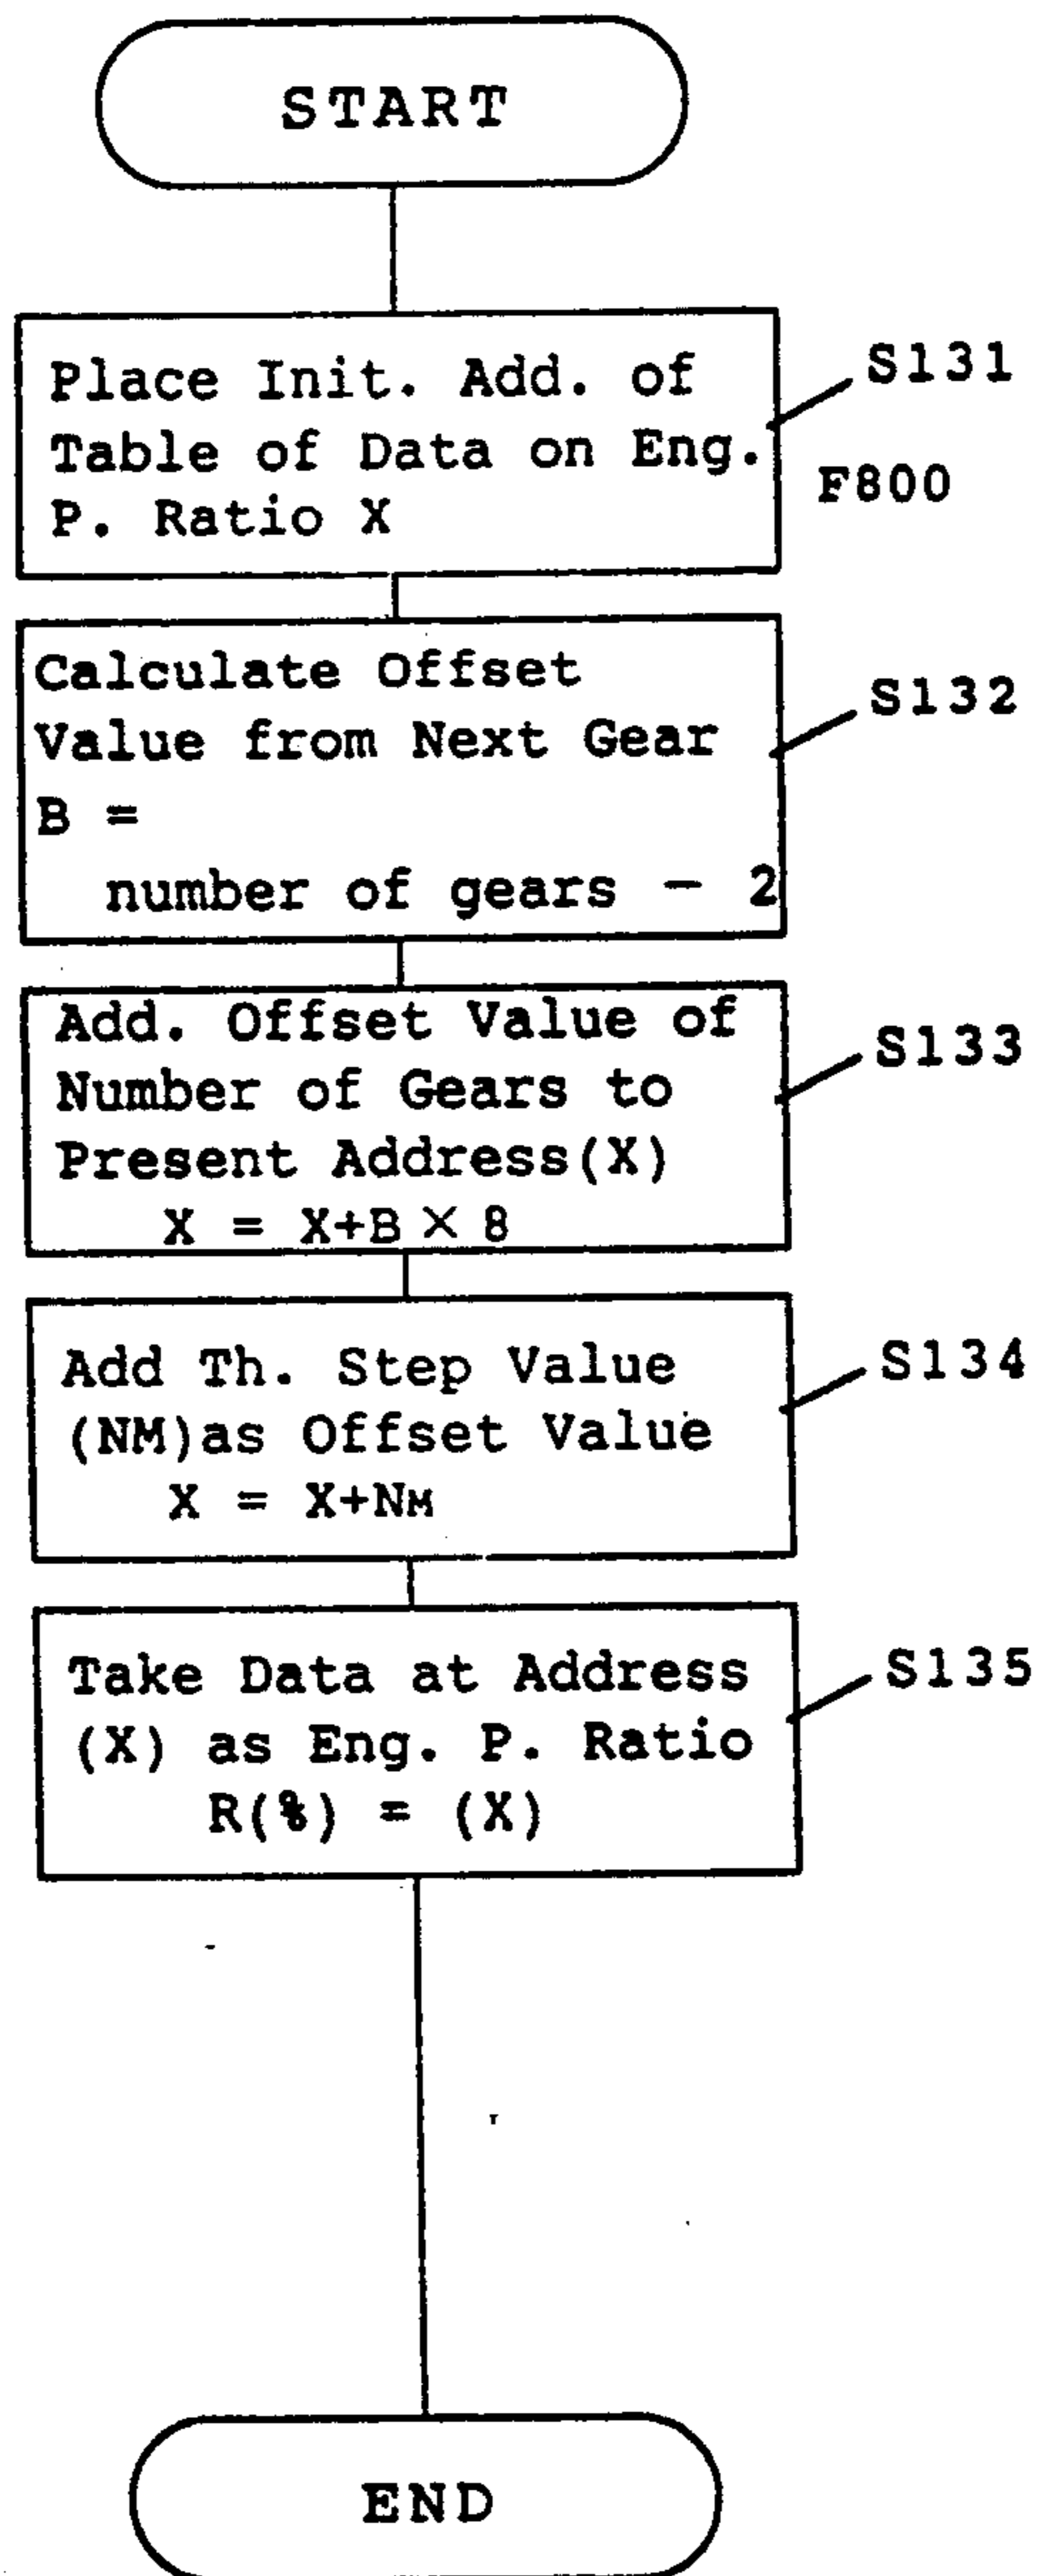 START
Place Init. Add. of
Table of Data on Eng.
P. Ratio X
S131
F800
Calculate Offset
Value from Next Gear
B =
number of gears - 2
S132
Add. Offset Value of
Number of Gears to
Present Address(X)
X = X+B × 8
S133
Add Th. Step Value
(NM)as Offset Value
X = X+NM
S134
Take Data at Address
(X) as Eng. P. Ratio
R(%) = (X)
S135
END